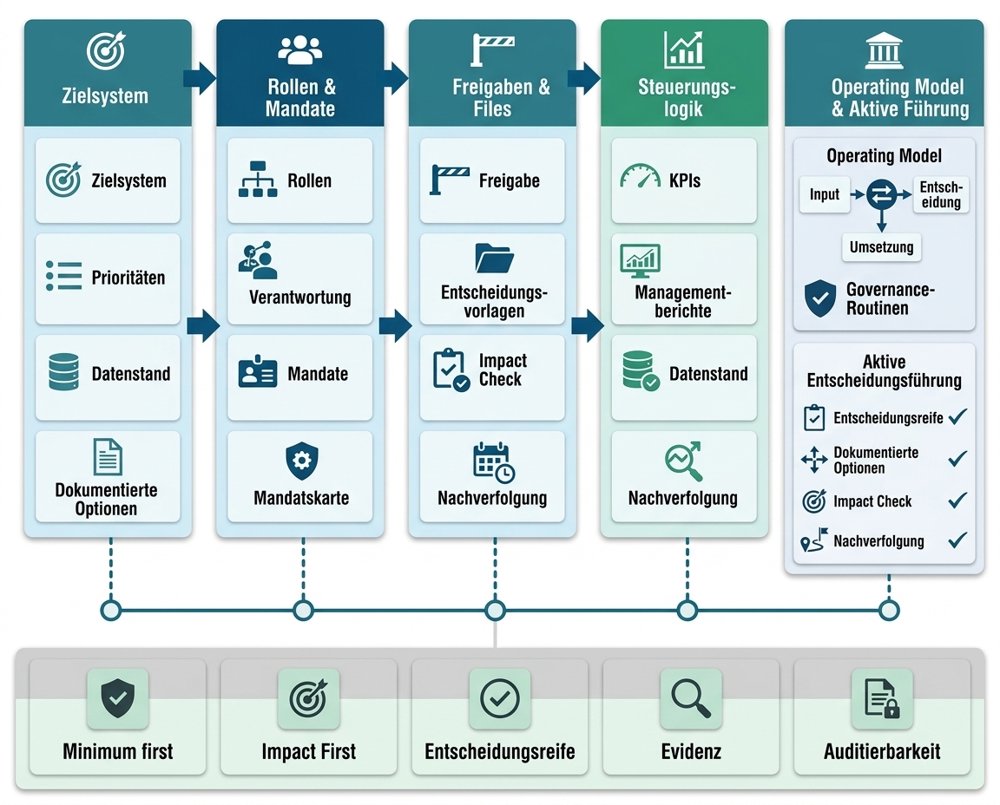 Zielsystem
Zielsystem
Prioritäten
Datenstand
Dokumentierte
Optionen
Rollen &
Mandate
Rollen
Verantwortung
Mandate
Mandatskarte
Freigaben &
Files
Freigabe
Entscheidungs-
vorlagen
Impact
Check
Nachverfolgung
Steuerungs-
logik
KPIs
Management-
berichte
Datenstand
Nachverfolgung
Operating Model
& Aktive Führung
Operating Model
Input
Entsch-
eidung
Umsetzung
Governance-
Routinen
Aktive
Entscheidungsführung
Entscheidungsreife
Dokumentierte
Optionen
Impact Check
Nachverfolgung
Minimum first
Impact First
Entscheidungsreife
Evidenz
Auditierbarkeit